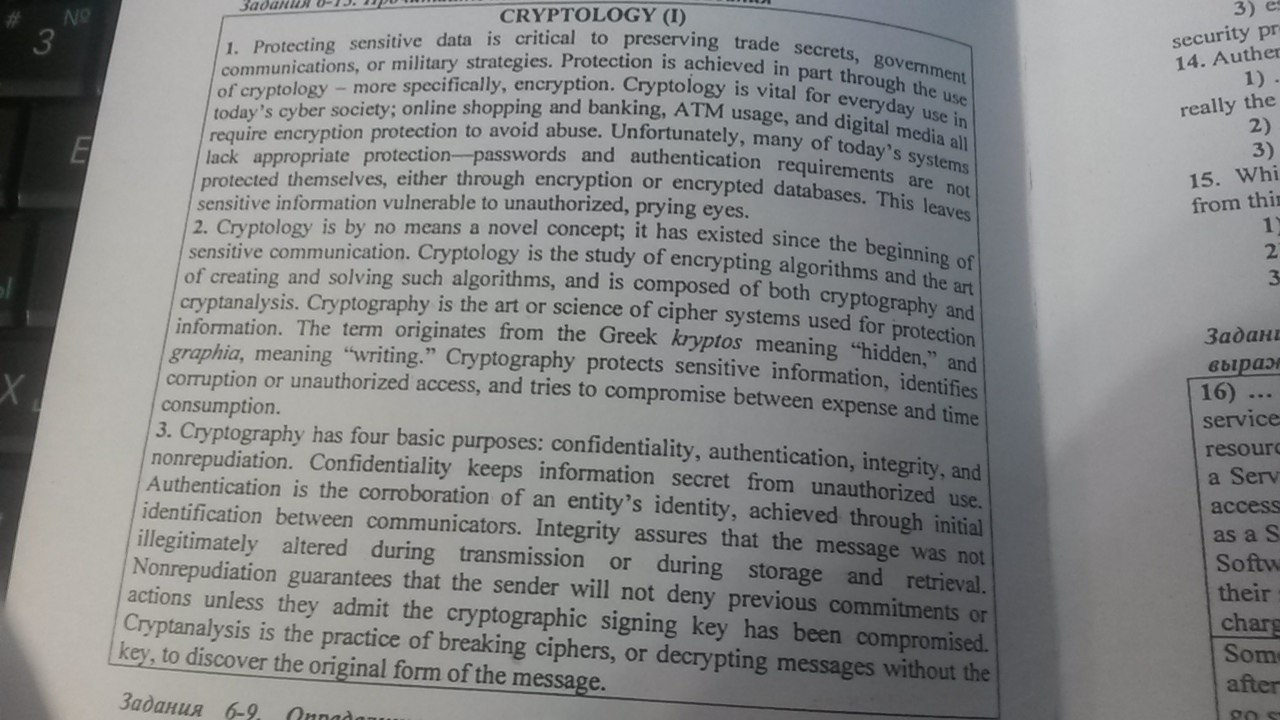 # №
3
E
X
Задания 6-15.
CRYPTOLOGY (I)
1. Protecting sensitive data is critical to preserving trade secrets, government
communications, or military strategies. Protection is achieved in part through the use
of cryptology – more specifically, encryption. Cryptology is vital for everyday use in
today's cyber society; online shopping and banking, ATM usage, and digital media all
require encryption protection to avoid abuse. Unfortunately, many of today's systems
lack appropriate protection—passwords and authentication requirements are not
protected themselves, either through encryption or encrypted databases. This leaves
sensitive information vulnerable to unauthorized, prying eyes.
2. Cryptology is by no means a novel concept; it has existed since the beginning of
sensitive communication. Cryptology is the study of encrypting algorithms and the art
of creating and solving such algorithms, and is composed of both cryptography and
cryptanalysis. Cryptography is the art or science of cipher systems used for protection
information. The term originates from the Greek kryptos meaning “hidden,” and
graphia, meaning “writing.” Cryptography protects sensitive information, identifies
corruption or unauthorized access, and tries to compromise between expense and time
consumption.
3. Cryptography has four basic purposes: confidentiality, authentication, integrity, and
nonrepudiation. Confidentiality keeps information secret from unauthorized use.
Authentication is the corroboration of an entity's identity, achieved through initial
identification between communicators. Integrity assures that the message was not
illegitimately altered during transmission or during storage and retrieval.
Nonrepudiation guarantees that the sender will not deny previous commitments or
actions unless they admit the cryptographic signing key has been compromised.
Cryptanalysis is the practice of breaking ciphers, or decrypting messages without the
key, to discover the original form of the message.
Задания 6-9.
3)
security
14.
1)
really the
2)
3)
15.
from
1)
2
3
16) ...
service
a
access
as a
their
after